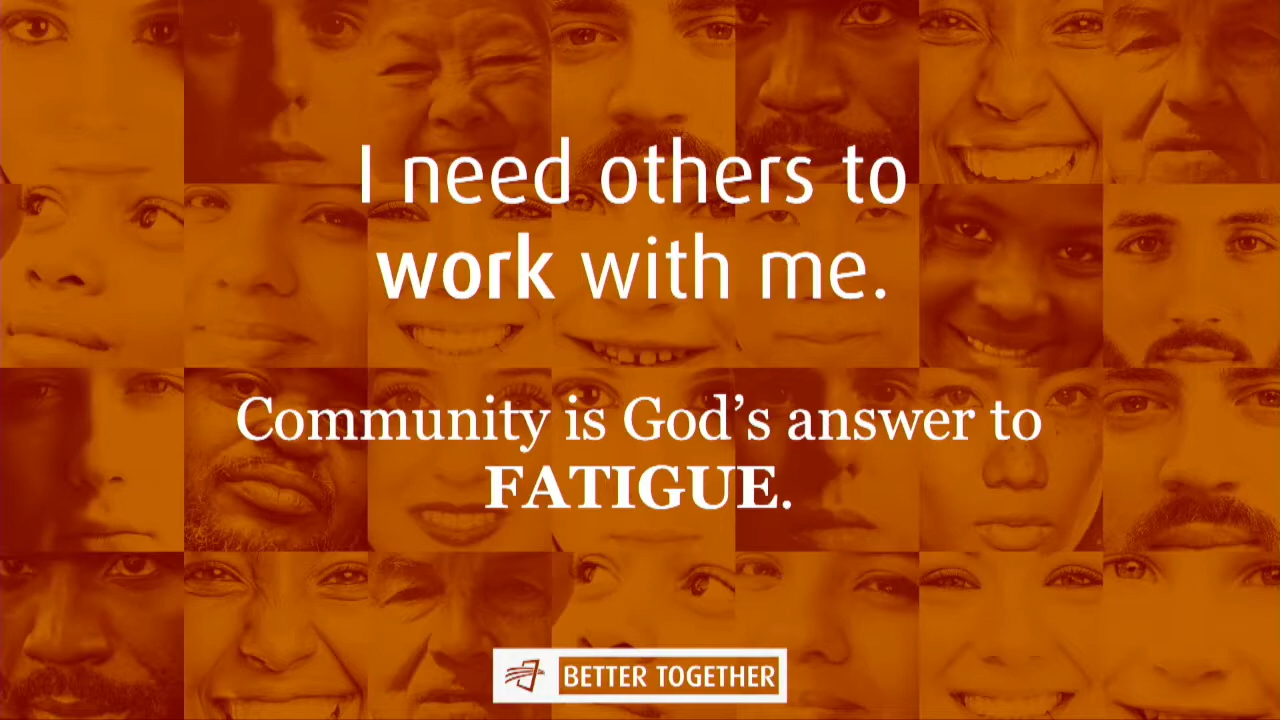 I need others to
work with me.
Community is God’s answer to
FATIGUE.
BETTER TOGETHER